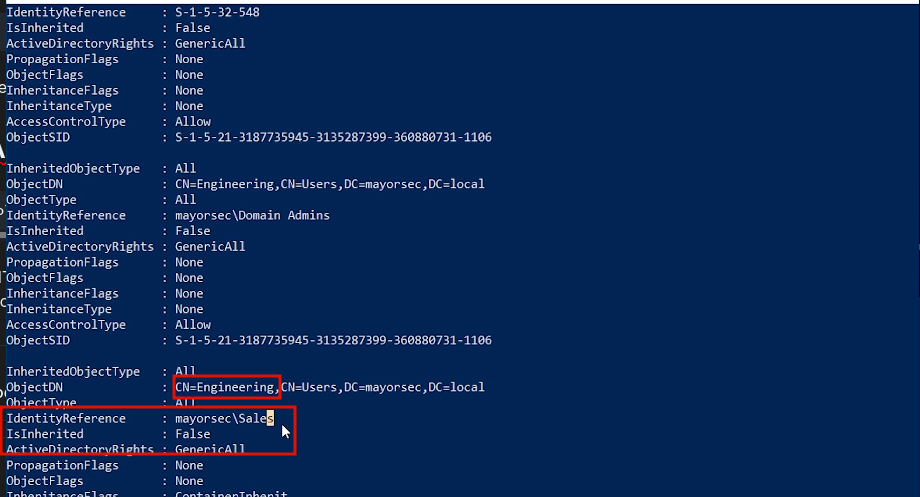 IdentityReference : S-1-5-32-548
IsInherited : False
ActiveDirectoryRights : GenericAll
PropagationFlags : None
ObjectFlags : None
InheritanceFlags : None
InheritanceType : None
AccessControlType : Allow
ObjectSID : S-1-5-21-3187735945-3135287399-360880731-1106
InheritedObjectType : All
ObjectDN : CN=Engineering,CN=Users,DC=mayorsec,DC=local
ObjectType : All
IdentityReference : mayorsec\Domain Admins
IsInherited : False
ActiveDirectoryRights : GenericAll
PropagationFlags : None
ObjectFlags : None
InheritanceFlags : None
InheritanceType : None
AccessControlType : Allow
ObjectSID : S-1-5-21-3187735945-3135287399-360880731-1106
InheritedObjectType : All
ObjectDN : CN=Engineering,CN=Users,DC=mayorsec,DC=local
ObjectType : All
IdentityReference : mayorsec\Sales
IsInherited : False
ActiveDirectoryRights : GenericAll
PropagationFlags : None
ObjectFlags : None
InheritanceFlags : ContainerInherit